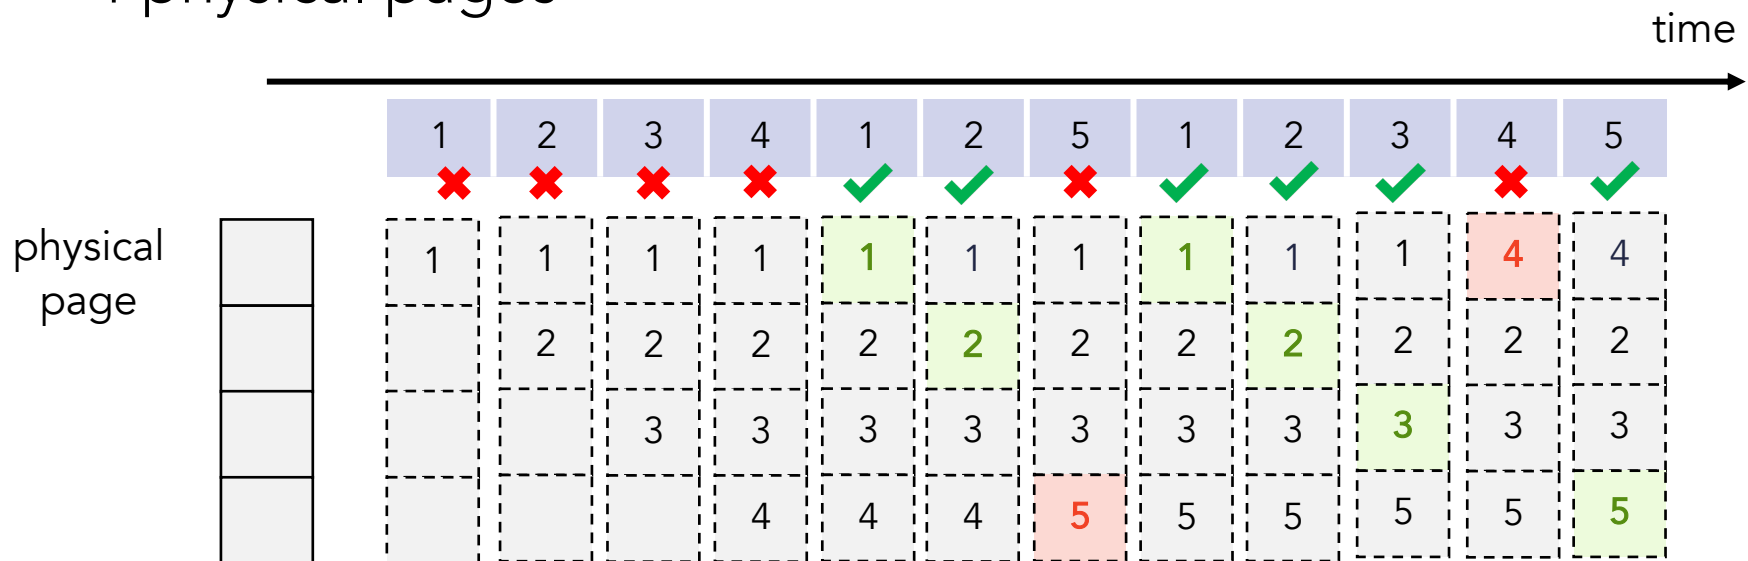 physical pages
time
1 2 3 4 1 2 5 1 2 3 4 5
physical
page
1 1 1 1 1 1 1 1 1 1 4 4
2 2 2 2 2 2 2 2 2 2 2
3 3 3 3 3 3 3 3 3 3
4 4 4 5 5 5 5 5 5